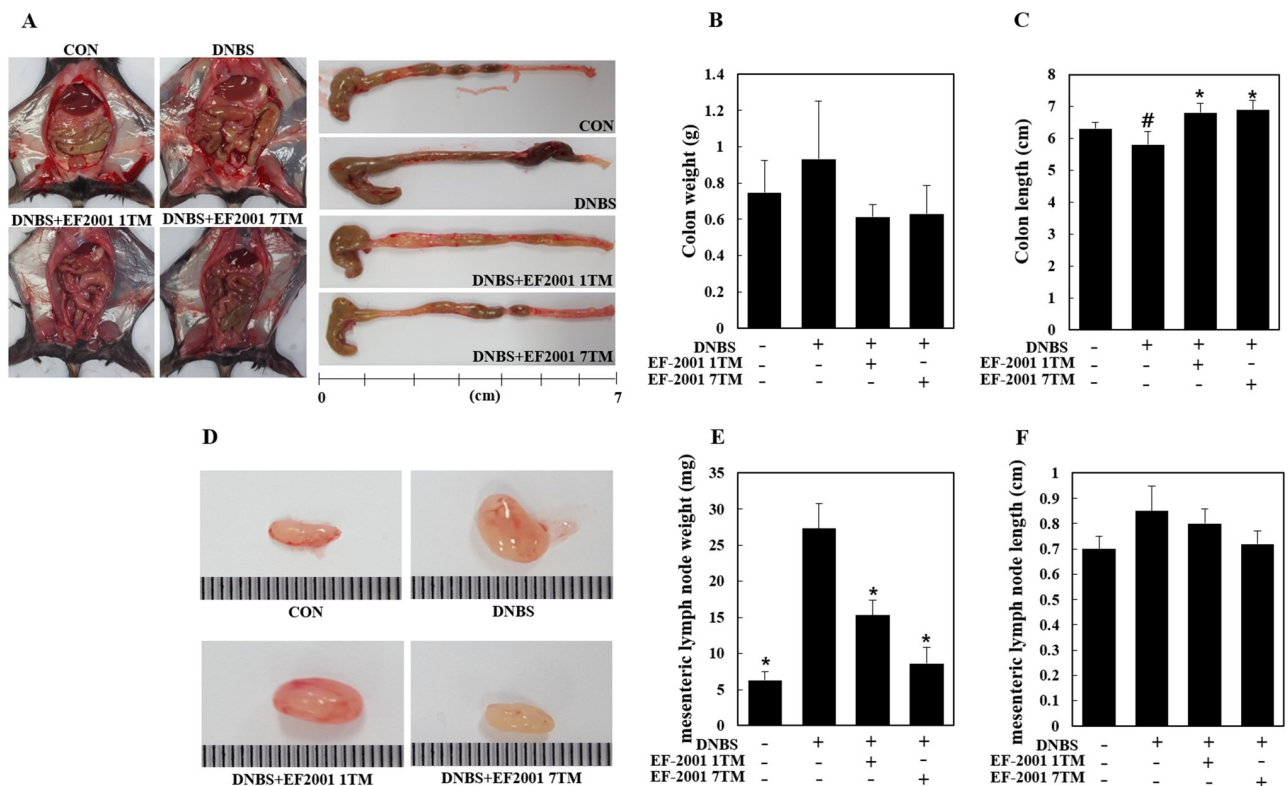 A
CON
DNBS
DNBS+EF2001 1TM
DNBS+EF2001 7TM
CON
DNBS
DNBS+EF2001 1TM
DNBS+EF2001 7TM
0
(cm)
7
B
Colon weight (g)
1.4
1.2
1
0.8
0.6
0.4
0.2
0
DNBS - + + +
EF-2001 1TM - - + -
EF-2001 7TM - - - +
C
Colon length (cm)
8
7
6
5
4
3
2
1
0
# * *
DNBS - + + +
EF-2001 1TM - - + -
EF-2001 7TM - - - +
D
CON
DNBS
DNBS+EF2001 1TM
DNBS+EF2001 7TM
E
mesenteric lymph node weight (mg)
35
30
25
20
15
10
5
0
* * *
DNBS - + + +
EF-2001 1TM - - + -
EF-2001 7TM - - - +
F
mesenteric lymph node length (cm)
1
0.9
0.8
0.7
0.6
0.5
0.4
0.3
0.2
0.1
0
DNBS - + + +
EF-2001 1TM - - + -
EF-2001 7TM - - - +